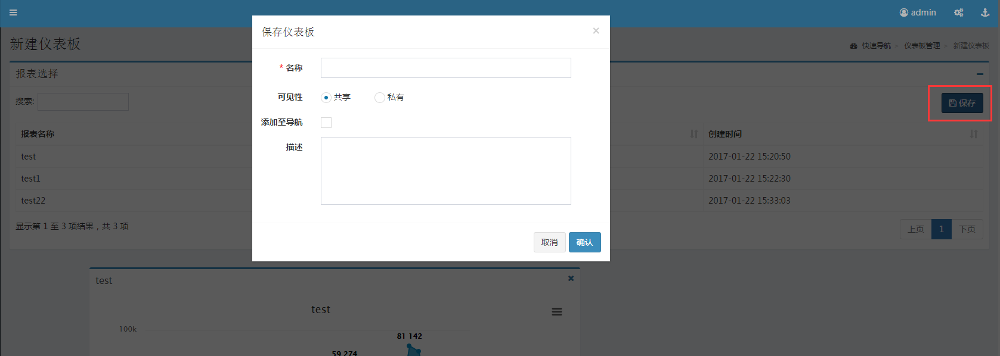 admin
新建仪表板
快速导航 » 仪表板管理 » 新建仪表板
保存仪表板 ×
* 名称
可见性 共享 私有
添加至导航
描述
取消 确认
报表选择
搜索:
保存
报表名称 创建时间
test 2017-01-22 15:20:50
test1 2017-01-22 15:22:30
test22 2017-01-22 15:33:03
显示第 1 至 3 项结果，共 3 项
上页 1 下页
test
test
100k
81 142
59 274